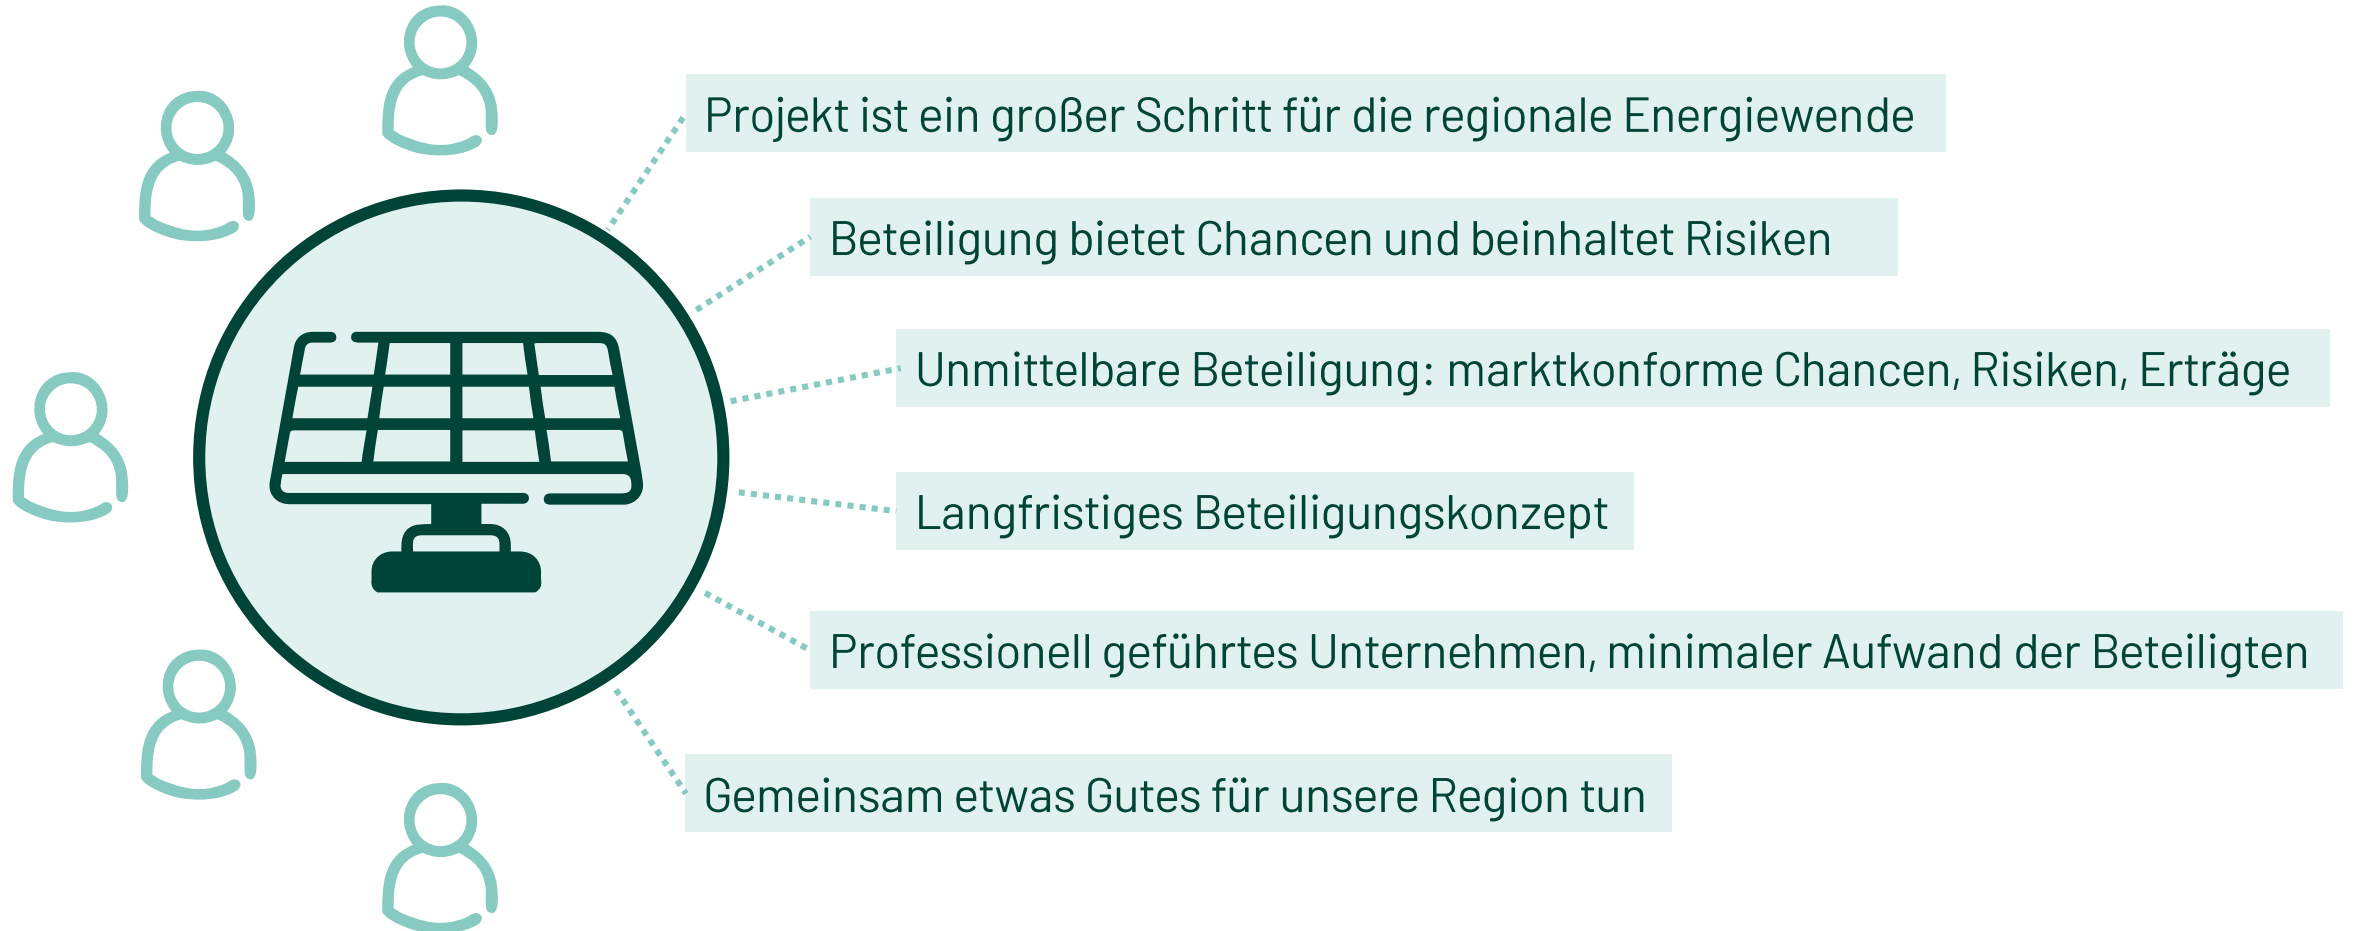 Projekt ist ein großer Schritt für die regionale Energiewende
Beteiligung bietet Chancen und beinhaltet Risiken
Unmittelbare Beteiligung: marktkonforme Chancen, Risiken, Erträge
Langfristiges Beteiligungskonzept
Professionell geführtes Unternehmen, minimaler Aufwand der Beteiligten
Gemeinsam etwas Gutes für unsere Region tun